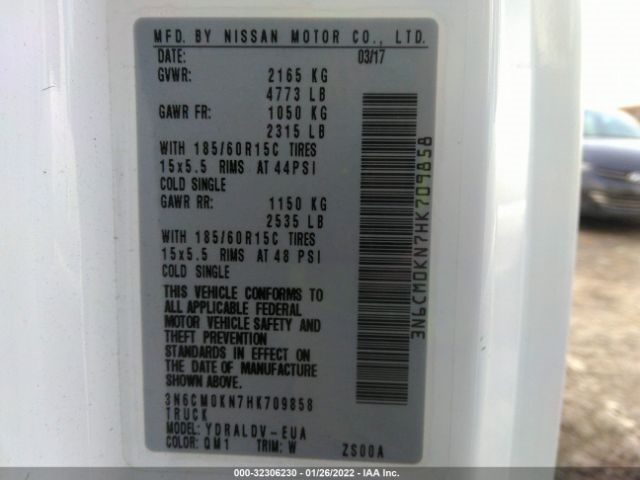 MFD. BY NISSAN MOTOR CO., LTD.
DATE: 03/17
GVWR: 2165 KG
4773 LB
GAWR FR: 1050 KG
2315 LB
WITH 185/60R15C TIRES
15x5.5 RIMS AT 44PSI
COLD SINGLE
GAWR RR: 1150 KG
2535 LB
WITH 185/60R15C TIRES
15x5.5 RIMS AT 48 PSI
COLD SINGLE
THIS VEHICLE CONFORMS TO
ALL APPLICABLE FEDERAL
MOTOR VEHICLE SAFETY AND
THEFT PREVENTION
STANDARDS IN EFFECT ON
THE DATE OF MANUFACTURE
SHOWN ABOVE.
3N6CM0KN7HK709858
TRUCK
MODEL: YDRALDV-EUA
COLOR: QM1 TRIM: W ZS00A
3N6CM0KN7HK709858
000-32306230 - 01/26/2022 - IAA Inc.